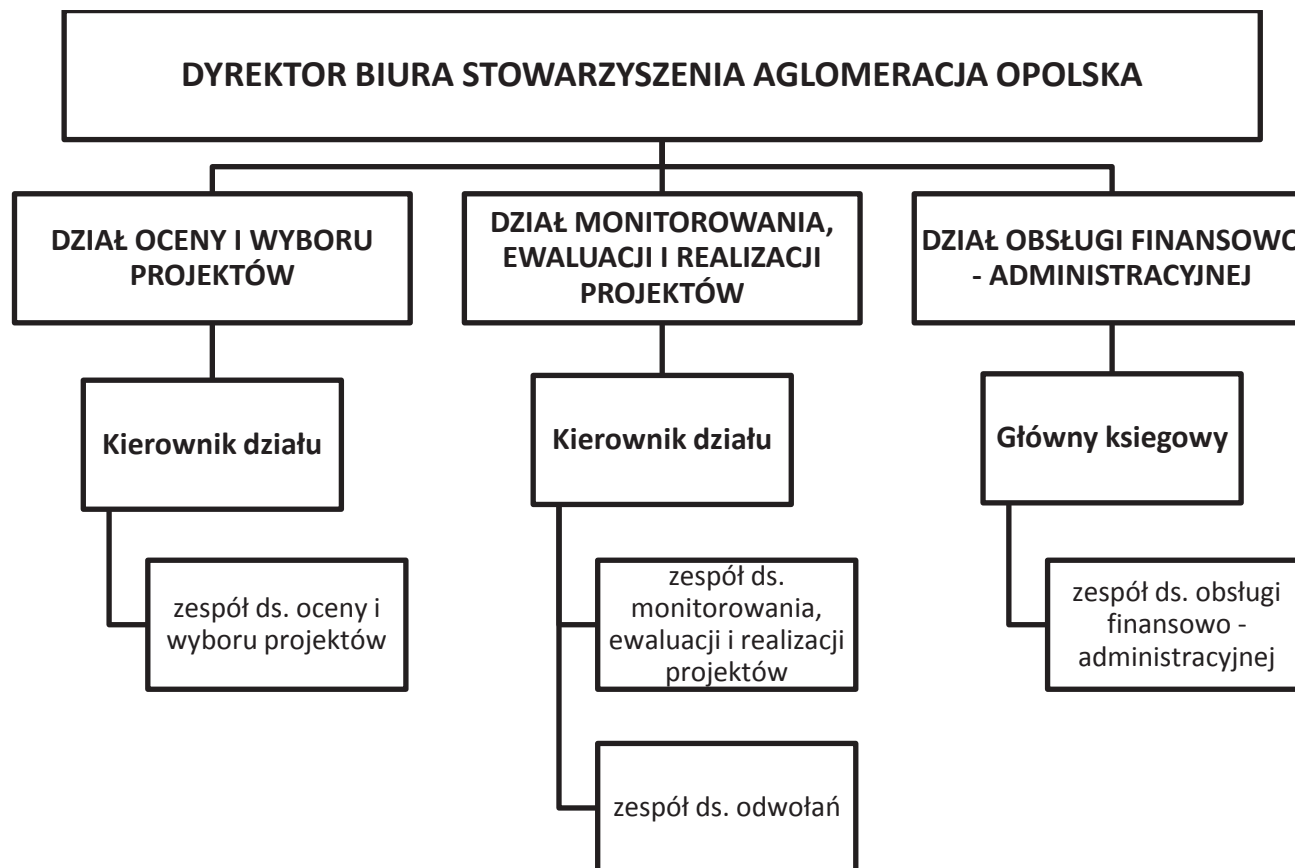 DYREKTOR BIURA STOWARZYSZENIA AGLOMERACJA OPOLSKA
DZIAŁ OCENY I WYBORU
PROJEKTÓW
DZIAŁ MONITOROWANIA,
EWALUACJI I REALIZACJI
PROJEKTÓW
DZIAŁ OBSŁUGI FINANSOWO
- ADMINISTRACYJNEJ
Kierownik działu
Kierownik działu
Główny ksiegowy
zespół ds. oceny i
wyboru projektów
zespół ds.
monitorowania,
ewaluacji i realizacji
projektów
zespół ds. obsługi
finansowo -
administracyjnej
zespół ds. odwołań